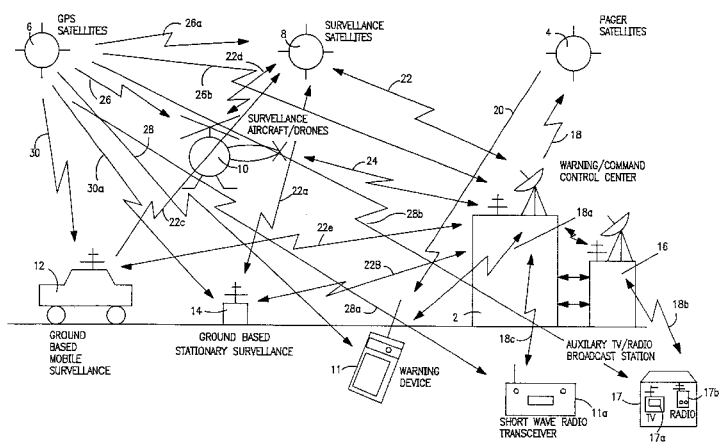 GPS
SATELLITES
6
26a
SURVELLANCE
SATELLITES
8
PAGER
SATELLITES
4
22d
22
26
26b
20
SURVELLANCE
AIRCRAFT/DRONES
18
30
28
24
WARNING/COMMAND
CONTROL CENTER
10
30a
22a
28b
22c
18a
22e
16
12
22B
14
28a
2
18b
GROUND
BASED
MOBILE
SURVELLANCE
GROUND BASED
STATIONARY SURVELLANCE
18c
AUXILARY TV/RADIO
BROADCAST STATION
11
WARNING
DEVICE
17
17b
TV
RADIO
11a
17a
SHORT WAVE RADIO
TRANSCEIVER